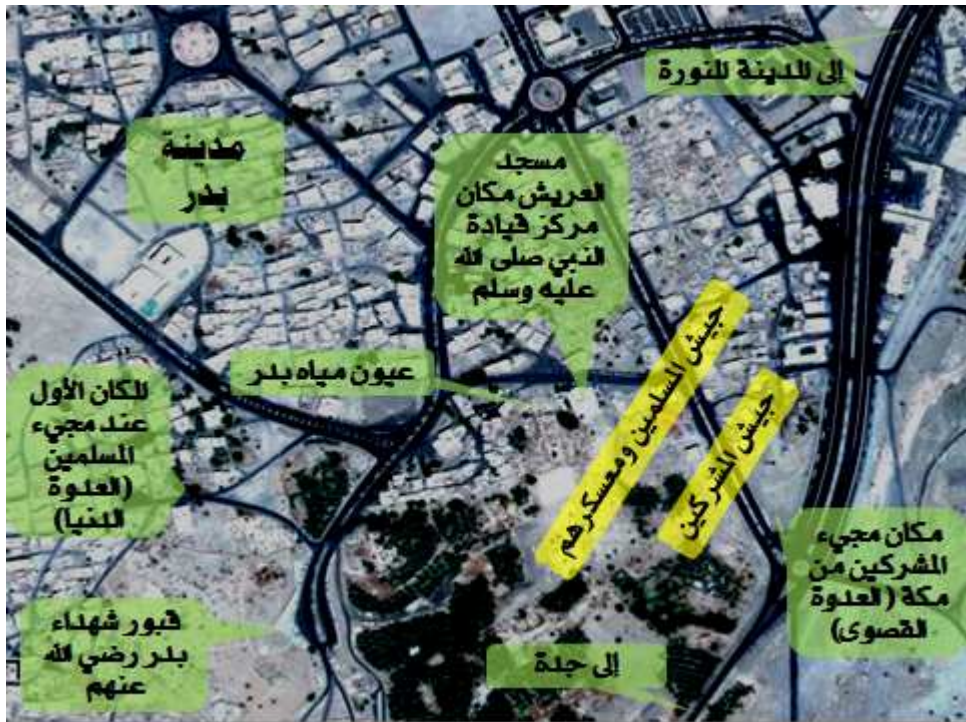 إلى المدينة المنورة
مدينة
بدر
مسجد
العريش مكان
مركز قيادة
النبي صلى الله
عليه وسلم
جيش المسلمين ومعسكرهم
جيش المشركين
عيون مياه بدر
المكان الأول
عند مجيء
المسلمين
(العدوة
الدنيا)
مكان مجيء
المشركين من
مكة (العدوة
القصوى)
قبور شهداء
بدر رضي الله
عنهم
إلى جدة